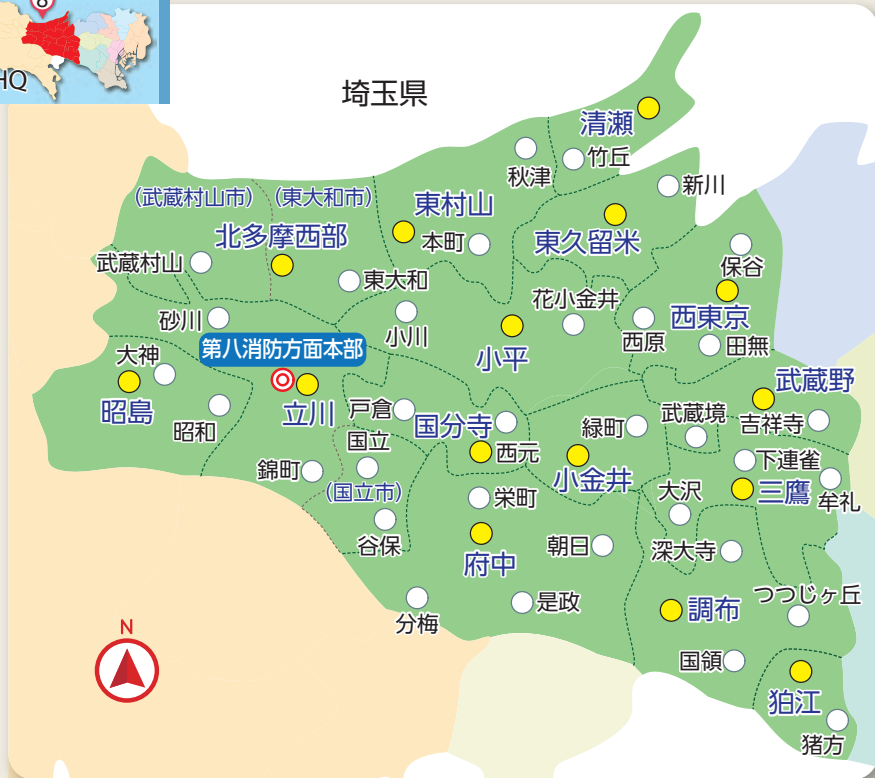 8
HQ
埼玉県
清瀬
竹丘
秋津
新川
(武蔵村山市)
(東大和市)
東村山
本町
東久留米
北多摩西部
武蔵村山
東大和
保谷
花小金井
西東京
砂川
小川
西原
田無
第八消防方面本部
小平
大神
武蔵野
昭島
立川
戸倉
国分寺
緑町
武蔵境
吉祥寺
昭和
国立
西元
小金井
下連雀
錦町
(国立市)
栄町
大沢
三鷹
牟礼
谷保
府中
朝日
深大寺
分梅
是政
調布
つつじヶ丘
N
国領
狛江
猪方